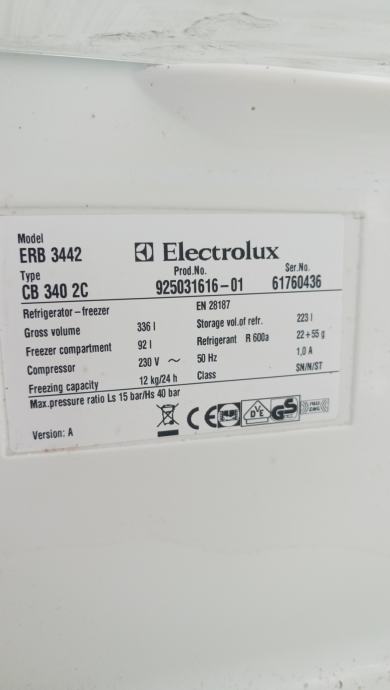 Model
ERB 3442
Electrolux
Type
CB 340 2C
Prod.No.
925031616-01
Ser.No.
61760436
Refrigerator-freezer
EN 28187
Gross volume 336 l
Storage vol.of refr. 223 l
Freezer compartment 92 l
Refrigerant R 600a 22+55 g
Compressor 230 V ~ 50 Hz 1,0 A
Freezing capacity 12 kg/24 h
Class SN/N/ST
Max.pressure ratio Ls 15 bar/Hs 40 bar
Version: A
CE
VDE
GS